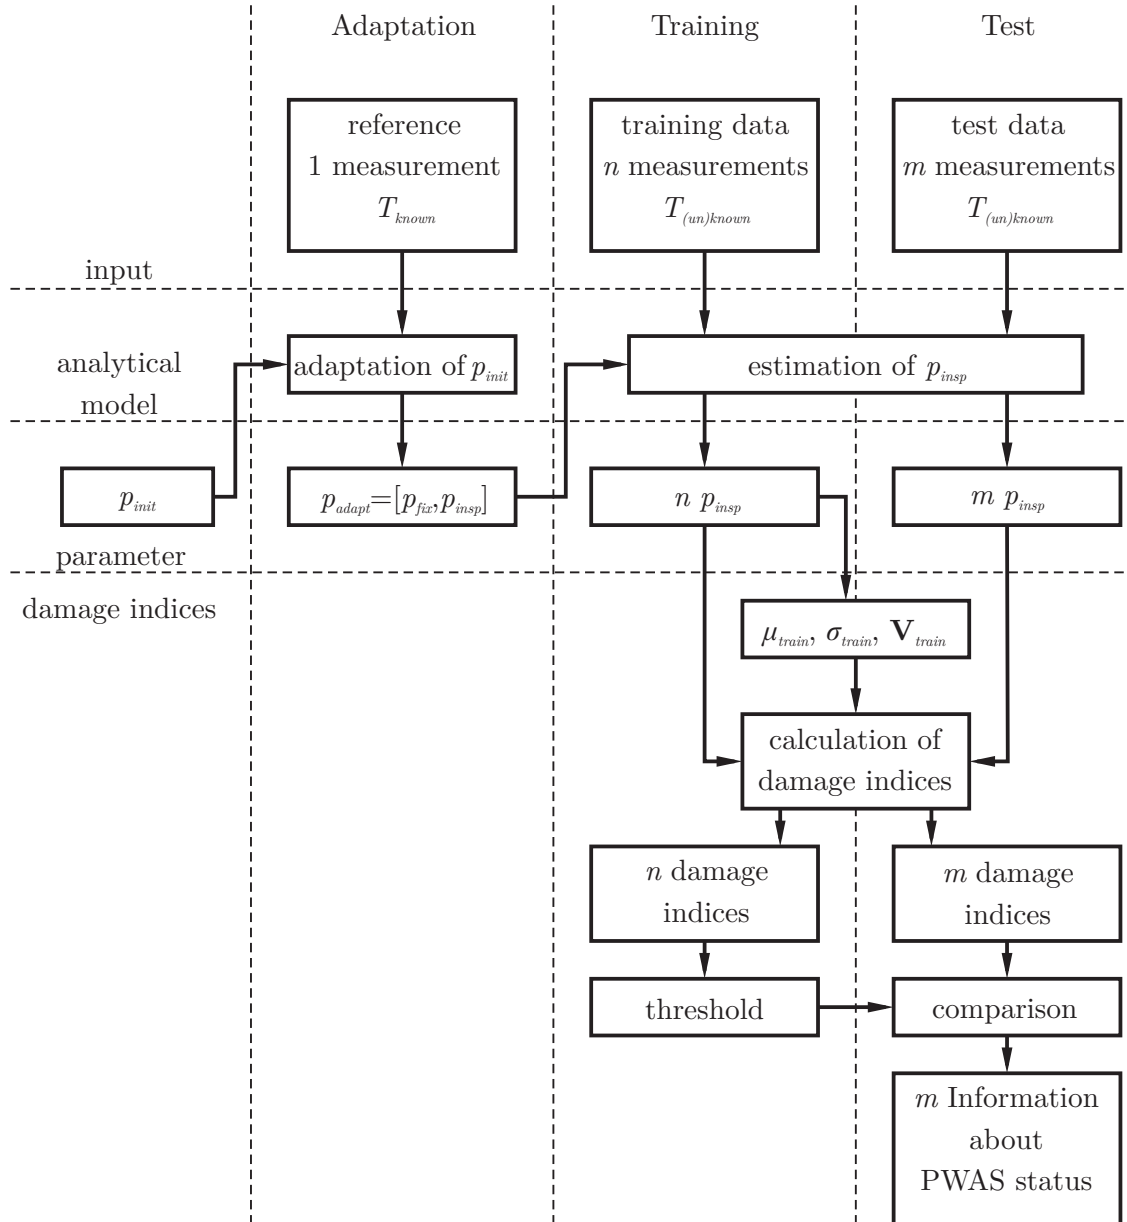 Adaptation
Training
Test
reference
1 measurement
T_known
training data
n measurements
T_(un)known
test data
m measurements
T_(un)known
input
analytical
model
adaptation of p_init
estimation of p_insp
p_init
p_adapt=[p_fix,p_insp]
n p_insp
m p_insp
parameter
damage indices
μ_train, σ_train, V_train
calculation of
damage indices
n damage
indices
m damage
indices
threshold
comparison
m Information
about
PWAS status